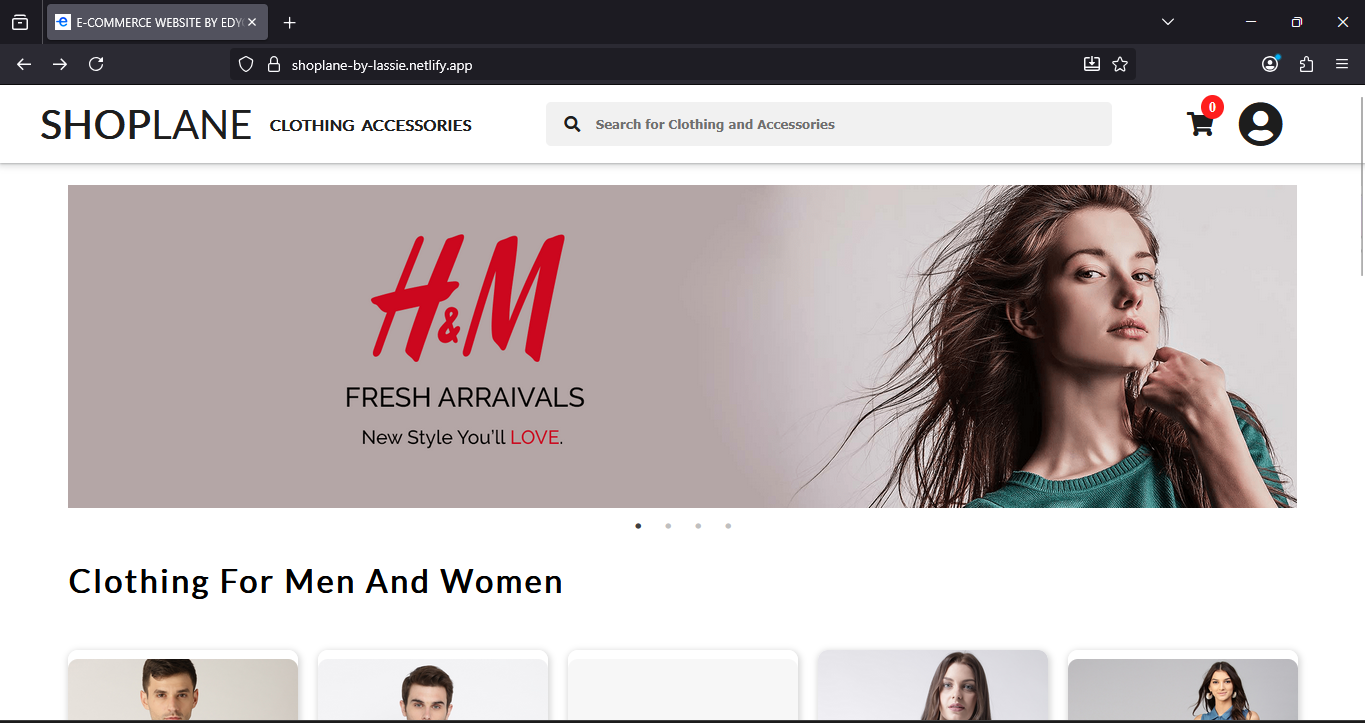 E-COMMERCE WEBSITE BY EDY
shoplane-by-lassie.netlify.app
SHOPLANE CLOTHING ACCESSORIES Search for Clothing and Accessories 0
H&M
FRESH ARRAIVALS
New Style You'll LOVE.
Clothing For Men And Women